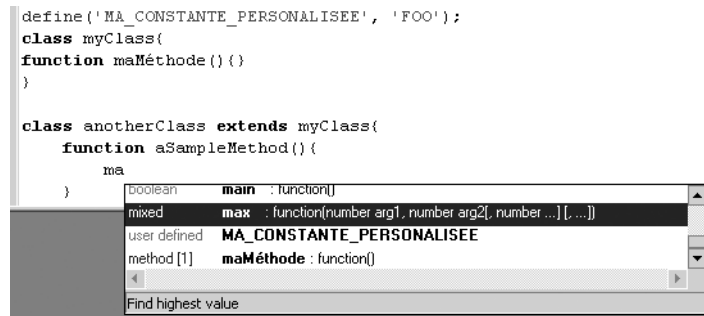 define('MA_CONSTANTE_PERSONALISEE', 'FOO');
class myClass{
function maMéthode(){}
}
class anotherClass extends myClass{
function aSampleMethod(){
ma
}
boolean main : function()
mixed max : function(number arg1, number arg2[, number ...] [, ...])
user defined MA_CONSTANTE_PERSONALISEE
method [1] maMéthode : function()
Find highest value